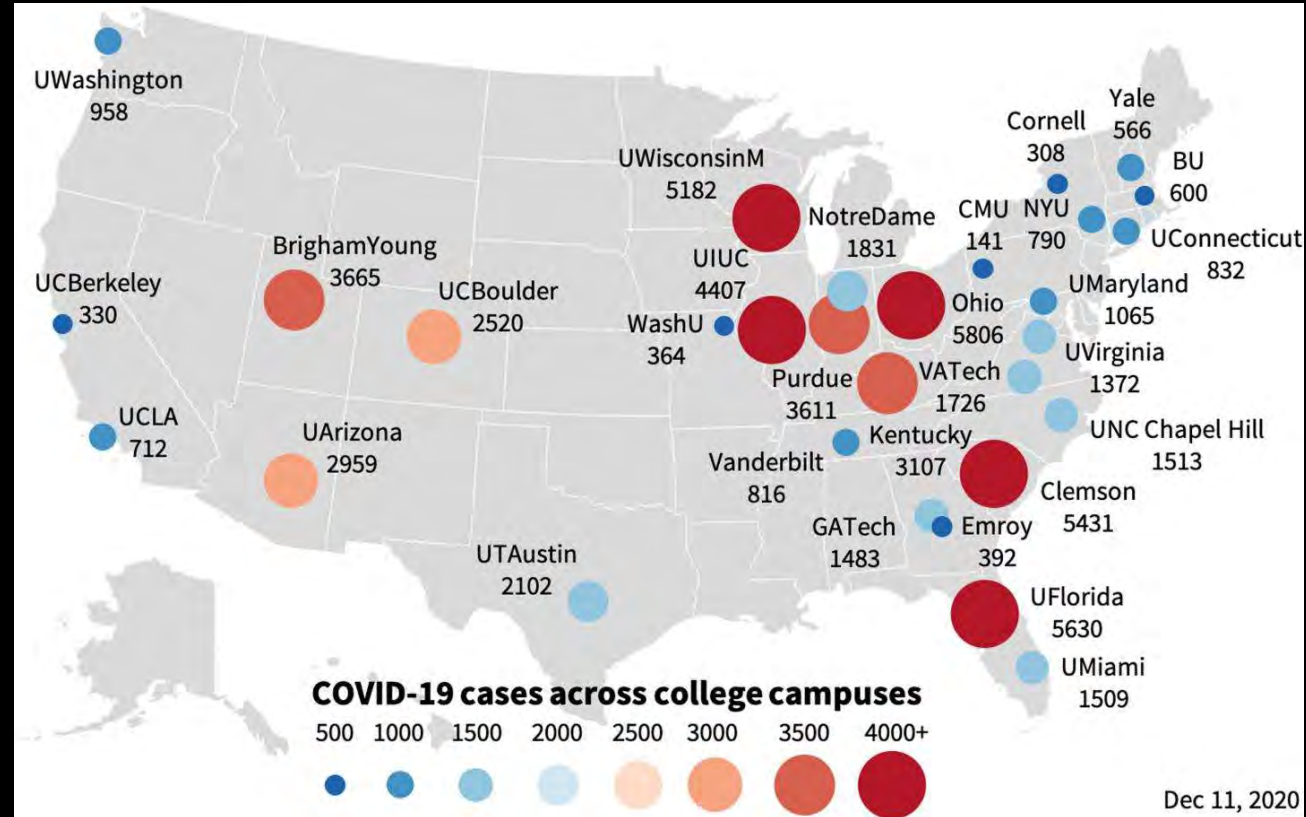 UWashington
958
UCBerkeley
330
UCLA
712
BrighamYoung
3665
UCBoulder
2520
UArizona
2959
UTAustin
2102
UWisconsinM
5182
UIUC
4407
WashU
364
NotreDame
1831
Purdue
3611
Ohio
5806
Kentucky
3107
Vanderbilt
816
GATech
1483
Emroy
392
Clemson
5431
UFlorida
5630
UMiami
1509
Cornell
308
Yale
566
BU
600
CMU
141
NYU
790
UConnecticut
832
UMaryland
1065
UVirginia
1372
VATech
1726
UNC Chapel Hill
1513
COVID-19 cases across college campuses
500 1000 1500 2000 2500 3000 3500 4000+
Dec 11, 2020